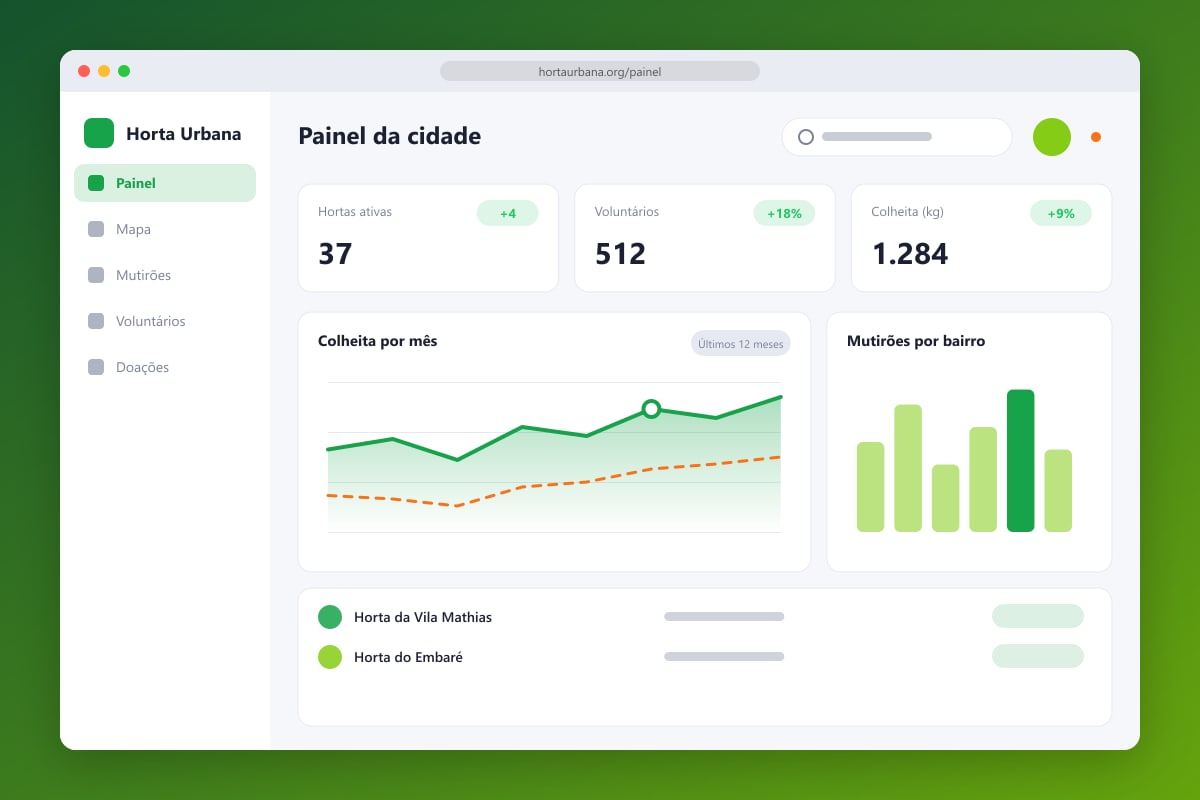 hortaurbana.org/painel
Horta Urbana
Painel
Mapa
Mutirões
Voluntários
Doações
Painel da cidade
Hortas ativas
+4
37
Voluntários
+18%
512
Colheita (kg)
+9%
1.284
Colheita por mês
Últimos 12 meses
Mutirões por bairro
Horta da Vila Mathias
Horta do Embaré